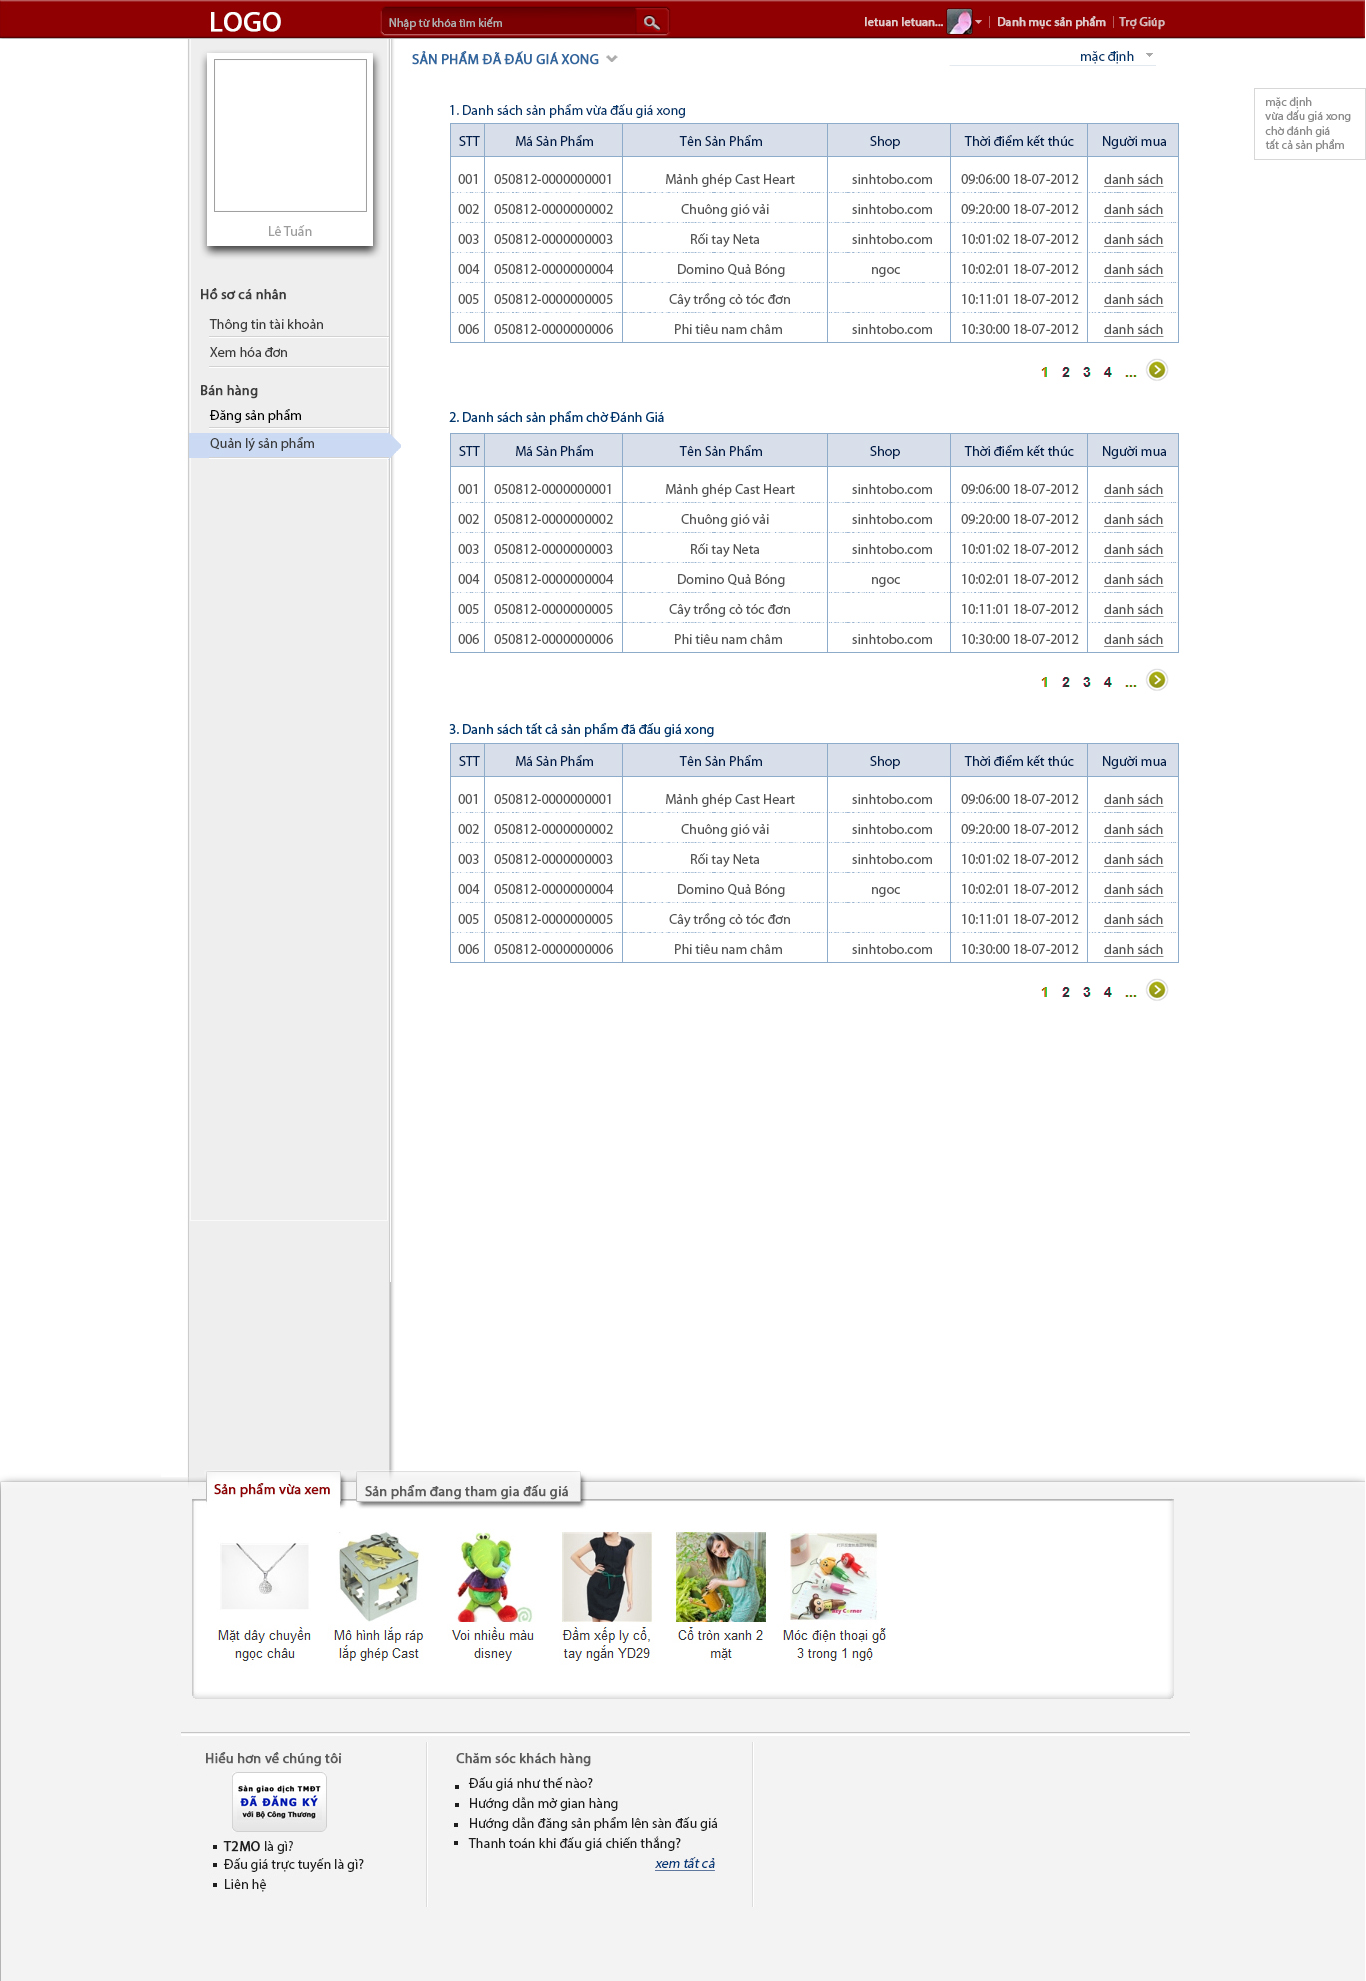 LOGO
Nhập từ khóa tìm kiếm
letuan letuan...
Danh mục sản phẩm
Trợ Giúp
SẢN PHẨM ĐÃ ĐẤU GIÁ XONG
mặc định
mặc định
vừa đấu giá xong
chờ đánh giá
tất cả sản phẩm
Lê Tuấn
Hồ sơ cá nhân
Thông tin tài khoản
Xem hóa đơn
Bán hàng
Đăng sản phẩm
Quản lý sản phẩm
1. Danh sách sản phẩm vừa đấu giá xong
STT Mã Sản Phẩm Tên Sản Phẩm Shop Thời điểm kết thúc Người mua
001 050812-0000000001 Mảnh ghép Cast Heart sinhtobo.com 09:06:00 18-07-2012 danh sách
002 050812-0000000002 Chuông gió vải sinhtobo.com 09:20:00 18-07-2012 danh sách
003 050812-0000000003 Rối tay Neta sinhtobo.com 10:01:02 18-07-2012 danh sách
004 050812-0000000004 Domino Quả Bóng ngoc 10:02:01 18-07-2012 danh sách
005 050812-0000000005 Cây trồng cỏ tóc đơn 10:11:01 18-07-2012 danh sách
006 050812-0000000006 Phi tiêu nam châm sinhtobo.com 10:30:00 18-07-2012 danh sách
1 2 3 4 ...
2. Danh sách sản phẩm chờ Đánh Giá
STT Mã Sản Phẩm Tên Sản Phẩm Shop Thời điểm kết thúc Người mua
001 050812-0000000001 Mảnh ghép Cast Heart sinhtobo.com 09:06:00 18-07-2012 danh sách
002 050812-0000000002 Chuông gió vải sinhtobo.com 09:20:00 18-07-2012 danh sách
003 050812-0000000003 Rối tay Neta sinhtobo.com 10:01:02 18-07-2012 danh sách
004 050812-0000000004 Domino Quả Bóng ngoc 10:02:01 18-07-2012 danh sách
005 050812-0000000005 Cây trồng cỏ tóc đơn 10:11:01 18-07-2012 danh sách
006 050812-0000000006 Phi tiêu nam châm sinhtobo.com 10:30:00 18-07-2012 danh sách
1 2 3 4 ...
3. Danh sách tất cả sản phẩm đã đấu giá xong
STT Mã Sản Phẩm Tên Sản Phẩm Shop Thời điểm kết thúc Người mua
001 050812-0000000001 Mảnh ghép Cast Heart sinhtobo.com 09:06:00 18-07-2012 danh sách
002 050812-0000000002 Chuông gió vải sinhtobo.com 09:20:00 18-07-2012 danh sách
003 050812-0000000003 Rối tay Neta sinhtobo.com 10:01:02 18-07-2012 danh sách
004 050812-0000000004 Domino Quả Bóng ngoc 10:02:01 18-07-2012 danh sách
005 050812-0000000005 Cây trồng cỏ tóc đơn 10:11:01 18-07-2012 danh sách
006 050812-0000000006 Phi tiêu nam châm sinhtobo.com 10:30:00 18-07-2012 danh sách
1 2 3 4 ...
Sản phẩm vừa xem
Sản phẩm đang tham gia đấu giá
Mặt dây chuyền
ngọc châu
Mô hình lắp ráp
lắp ghép Cast
Voi nhiều màu
disney
Đầm xếp ly cổ,
tay ngắn YD29
Cổ tròn xanh 2
mặt
Corner
Móc điện thoại gỗ
3 trong 1 ngộ
Hiểu hơn về chúng tôi
Sàn giao dịch TMĐT
ĐÃ ĐĂNG KÝ
với Bộ Công Thương
T2MO là gì?
Đấu giá trực tuyến là gì?
Liên hệ
Chăm sóc khách hàng
Đấu giá như thế nào?
Hướng dẫn mở gian hàng
Hướng dẫn đăng sản phẩm lên sàn đấu giá
Thanh toán khi đấu giá chiến thắng?
xem tất cả